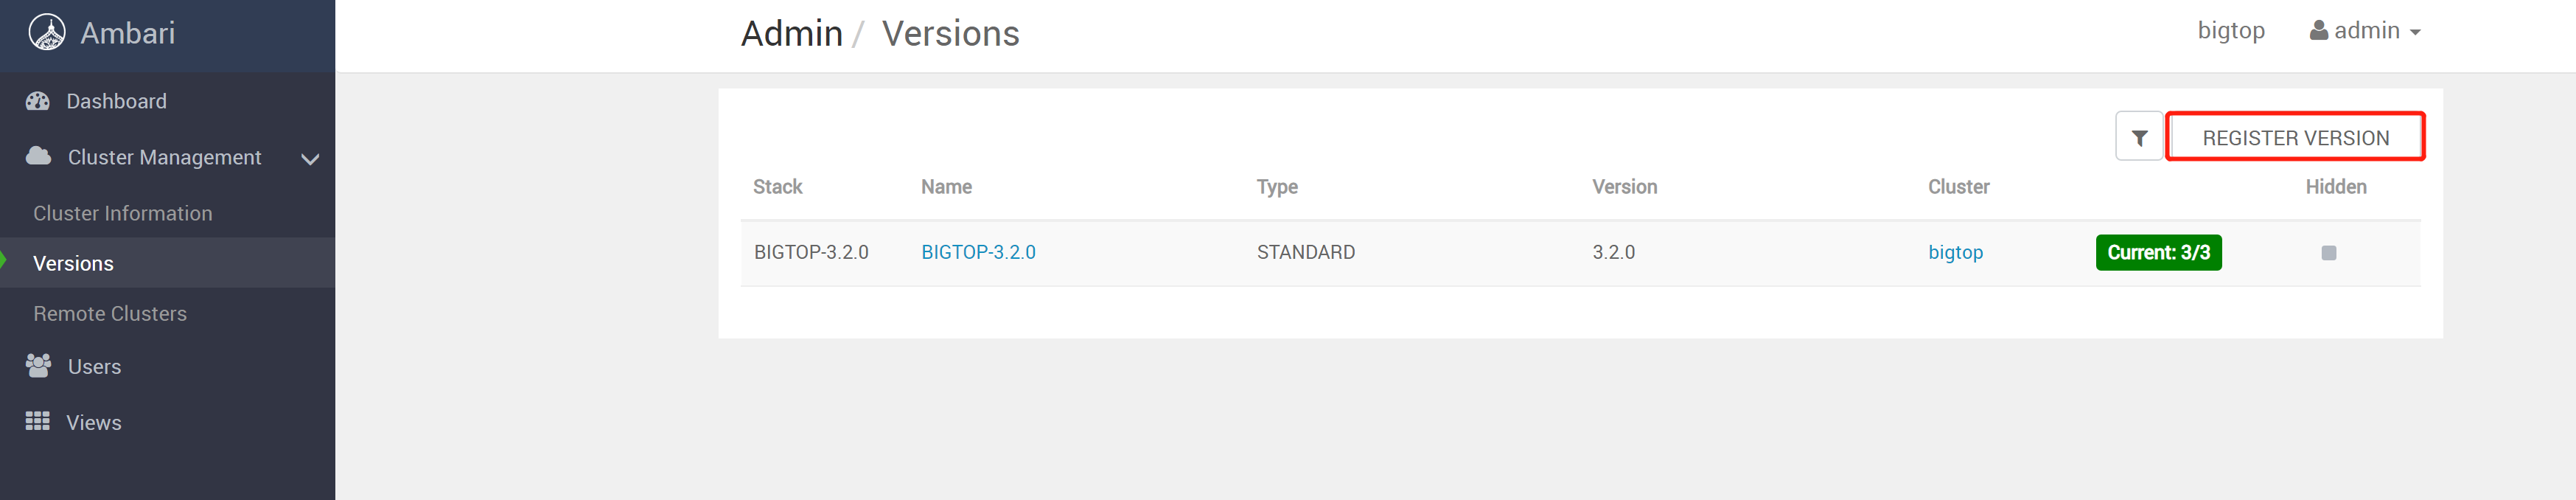 Ambari
Admin / Versions
bigtop
admin
Dashboard
Cluster Management
Cluster Information
Versions
Remote Clusters
Users
Views
REGISTER VERSION
Stack Name Type Version Cluster Hidden
BIGTOP-3.2.0 BIGTOP-3.2.0 STANDARD 3.2.0 bigtop Current: 3/3